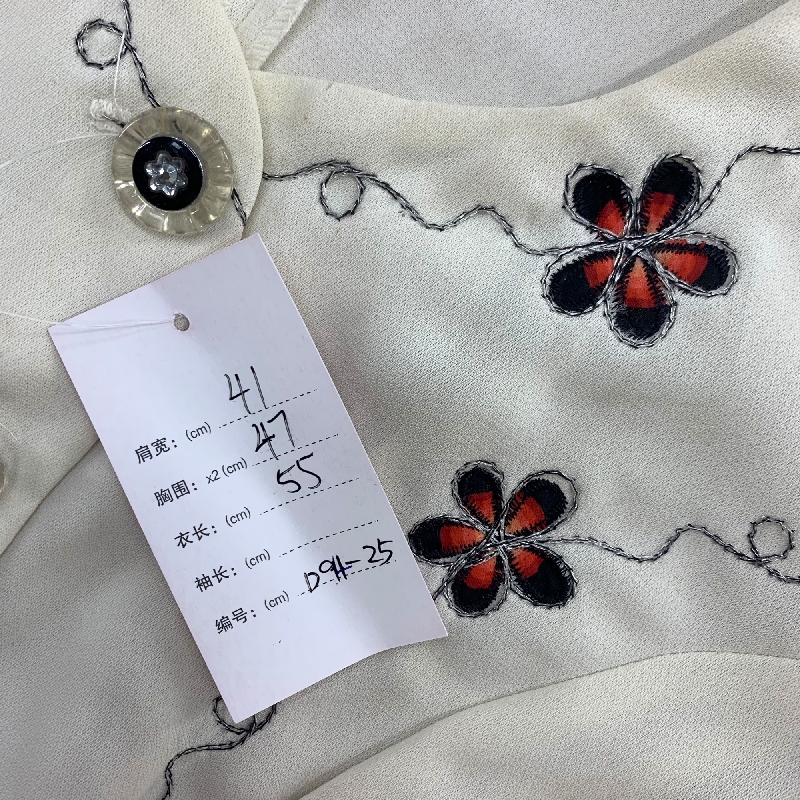 肩宽：(cm) 41
胸围：x2 (cm) 47
衣长：(cm) 55
袖长：(cm)
编号：(cm) D9H-25